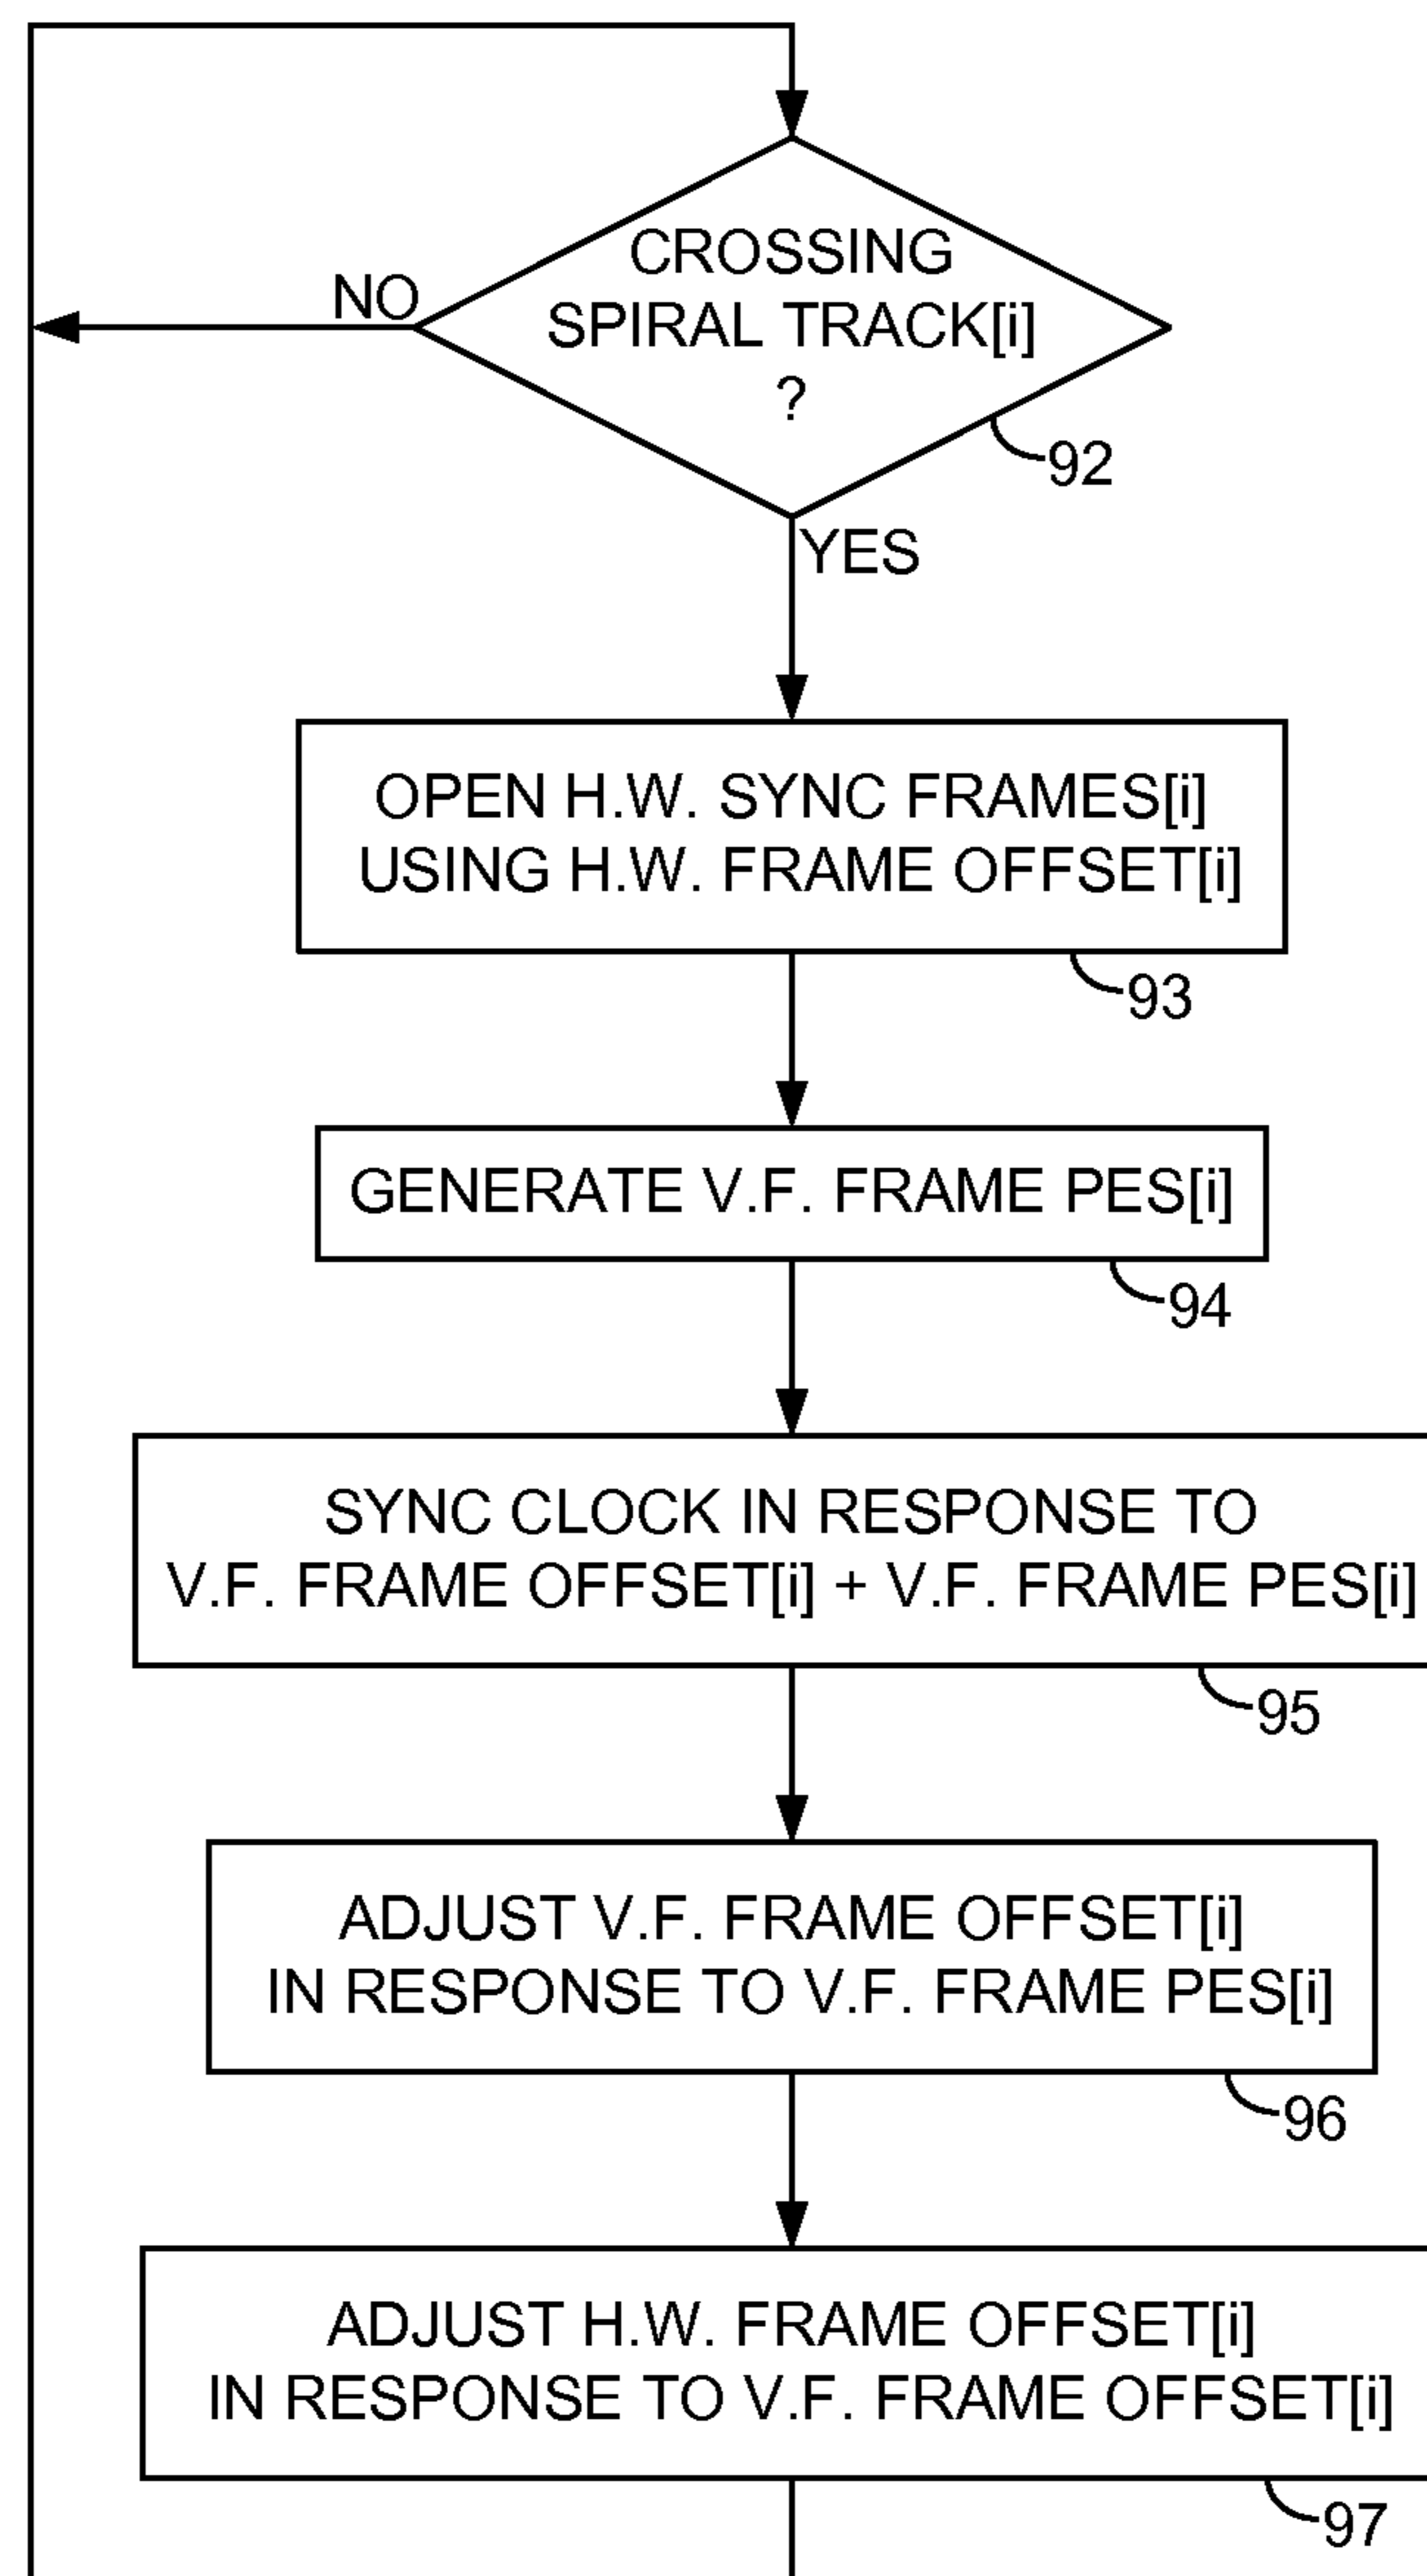 CROSSING
SPIRAL TRACK[i]
?
NO
92
YES
OPEN H.W. SYNC FRAMES[i]
USING H.W. FRAME OFFSET[i]
93
GENERATE V.F. FRAME PES[i]
94
SYNC CLOCK IN RESPONSE TO
V.F. FRAME OFFSET[i] + V.F. FRAME PES[i]
95
ADJUST V.F. FRAME OFFSET[i]
IN RESPONSE TO V.F. FRAME PES[i]
96
ADJUST H.W. FRAME OFFSET[i]
IN RESPONSE TO V.F. FRAME OFFSET[i]
97